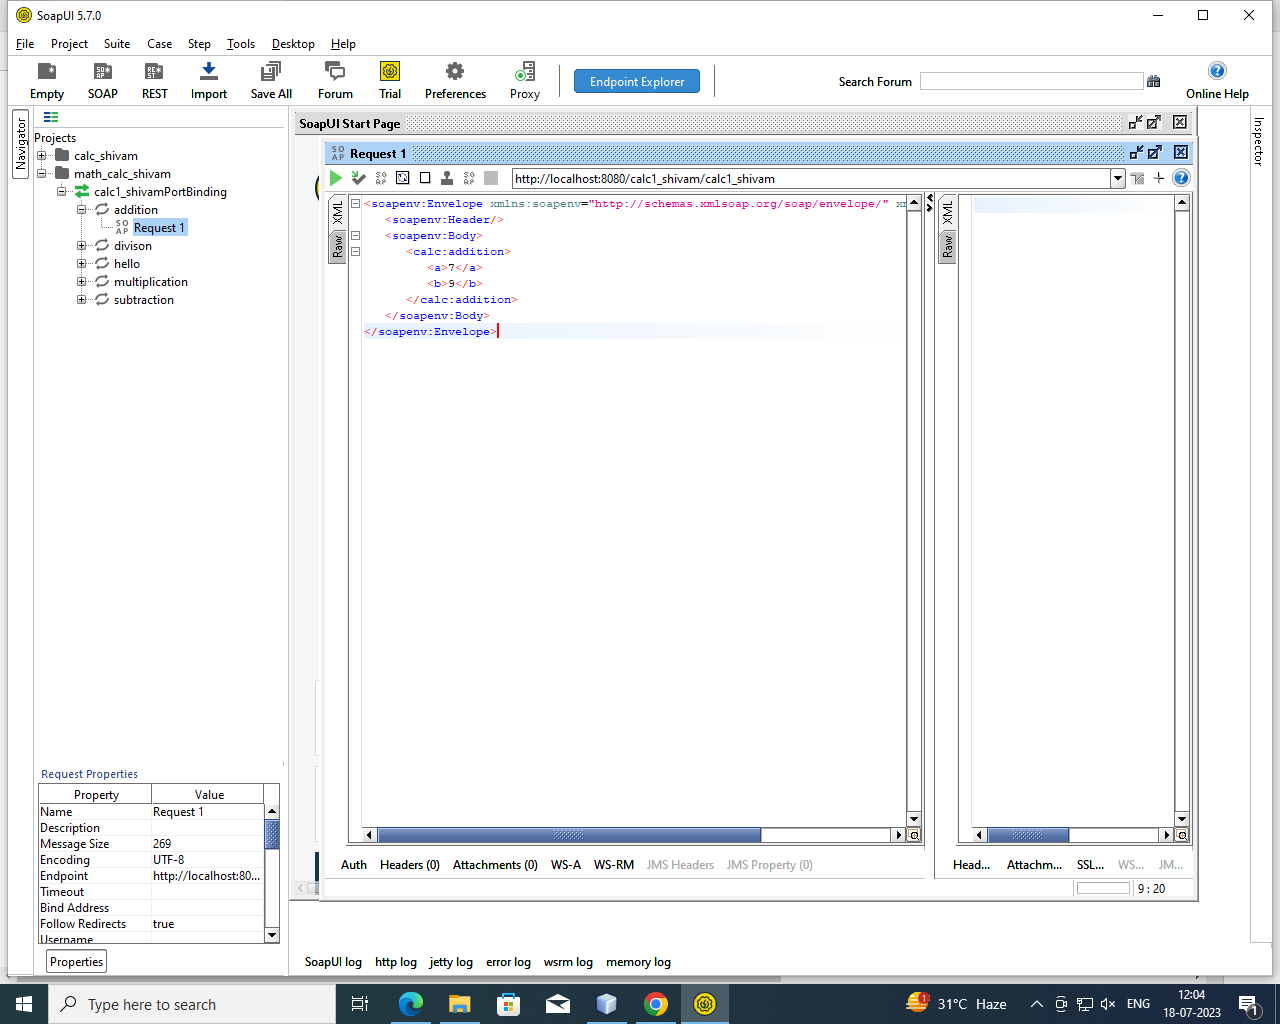 SoapUI 5.7.0
File Project Suite Case Step Tools Desktop Help
Empty SOAP REST Import Save All Forum Trial Preferences Proxy Endpoint Explorer Search Forum Online Help
Navigator
Projects
calc_shivam
math_calc_shivam
calc1_shivamPortBinding
addition
Request 1
divison
hello
multiplication
subtraction
SoapUI Start Page
Request 1
http://localhost:8080/calc1_shivam/calc1_shivam
XML
Raw
<soapenv:Envelope xmlns:soapenv="http://schemas.xmlsoap.org/soap/envelope/" xm
<soapenv:Header/>
<soapenv:Body>
<calc:addition>
<a>7</a>
<b>9</b>
</calc:addition>
</soapenv:Body>
</soapenv:Envelope>
XML
Raw
Inspector
Auth Headers (0) Attachments (0) WS-A WS-RM JMS Headers JMS Property (0)
Head... Attachm... SSL... WS... JM...
9 : 20
Request Properties
Property Value
Name Request 1
Description
Message Size 269
Encoding UTF-8
Endpoint http://localhost:80...
Timeout
Bind Address
Follow Redirects true
Username
Properties
SoapUI log http log jetty log error log wsrm log memory log
Type here to search
1 31°C Haze ENG 12:04
18-07-2023
1